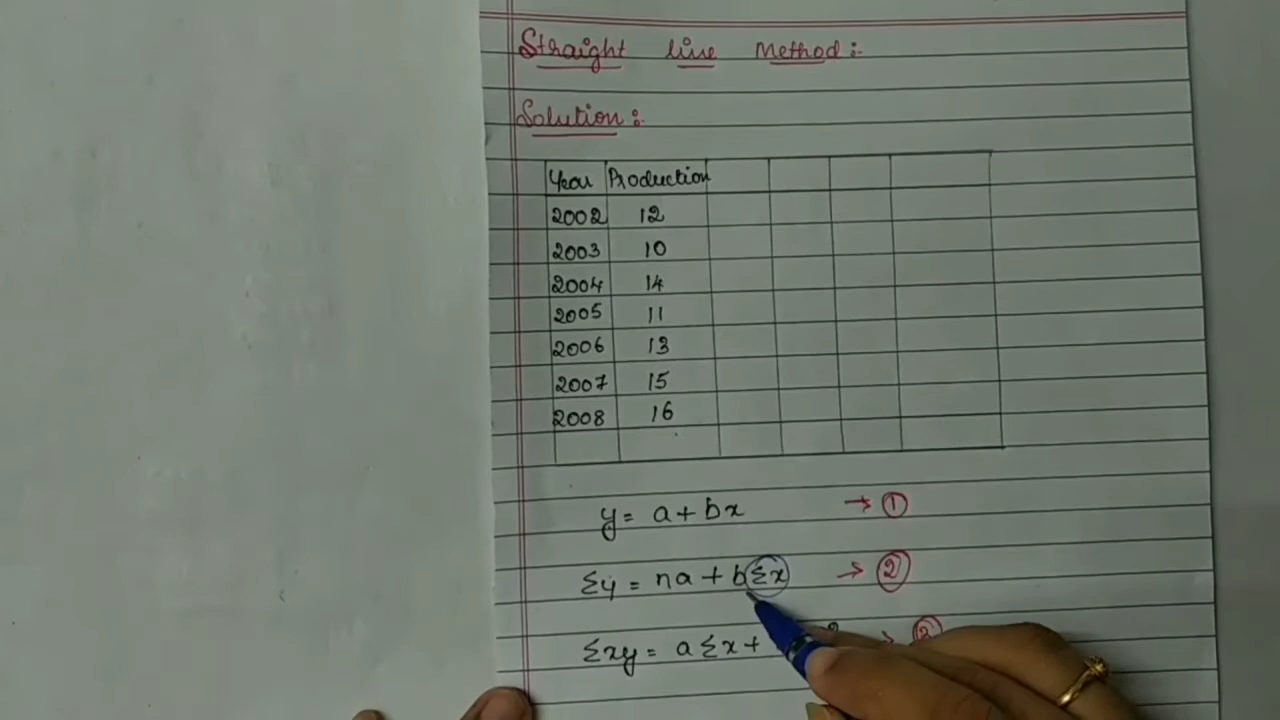 Straight line Method :-
Solution :-
Year Production
2002 12
2003 10
2004 14
2005 11
2006 13
2007 15
2008 16
y = a + bx → ①
Σy = na + bΣx → ②
Σxy = aΣx +